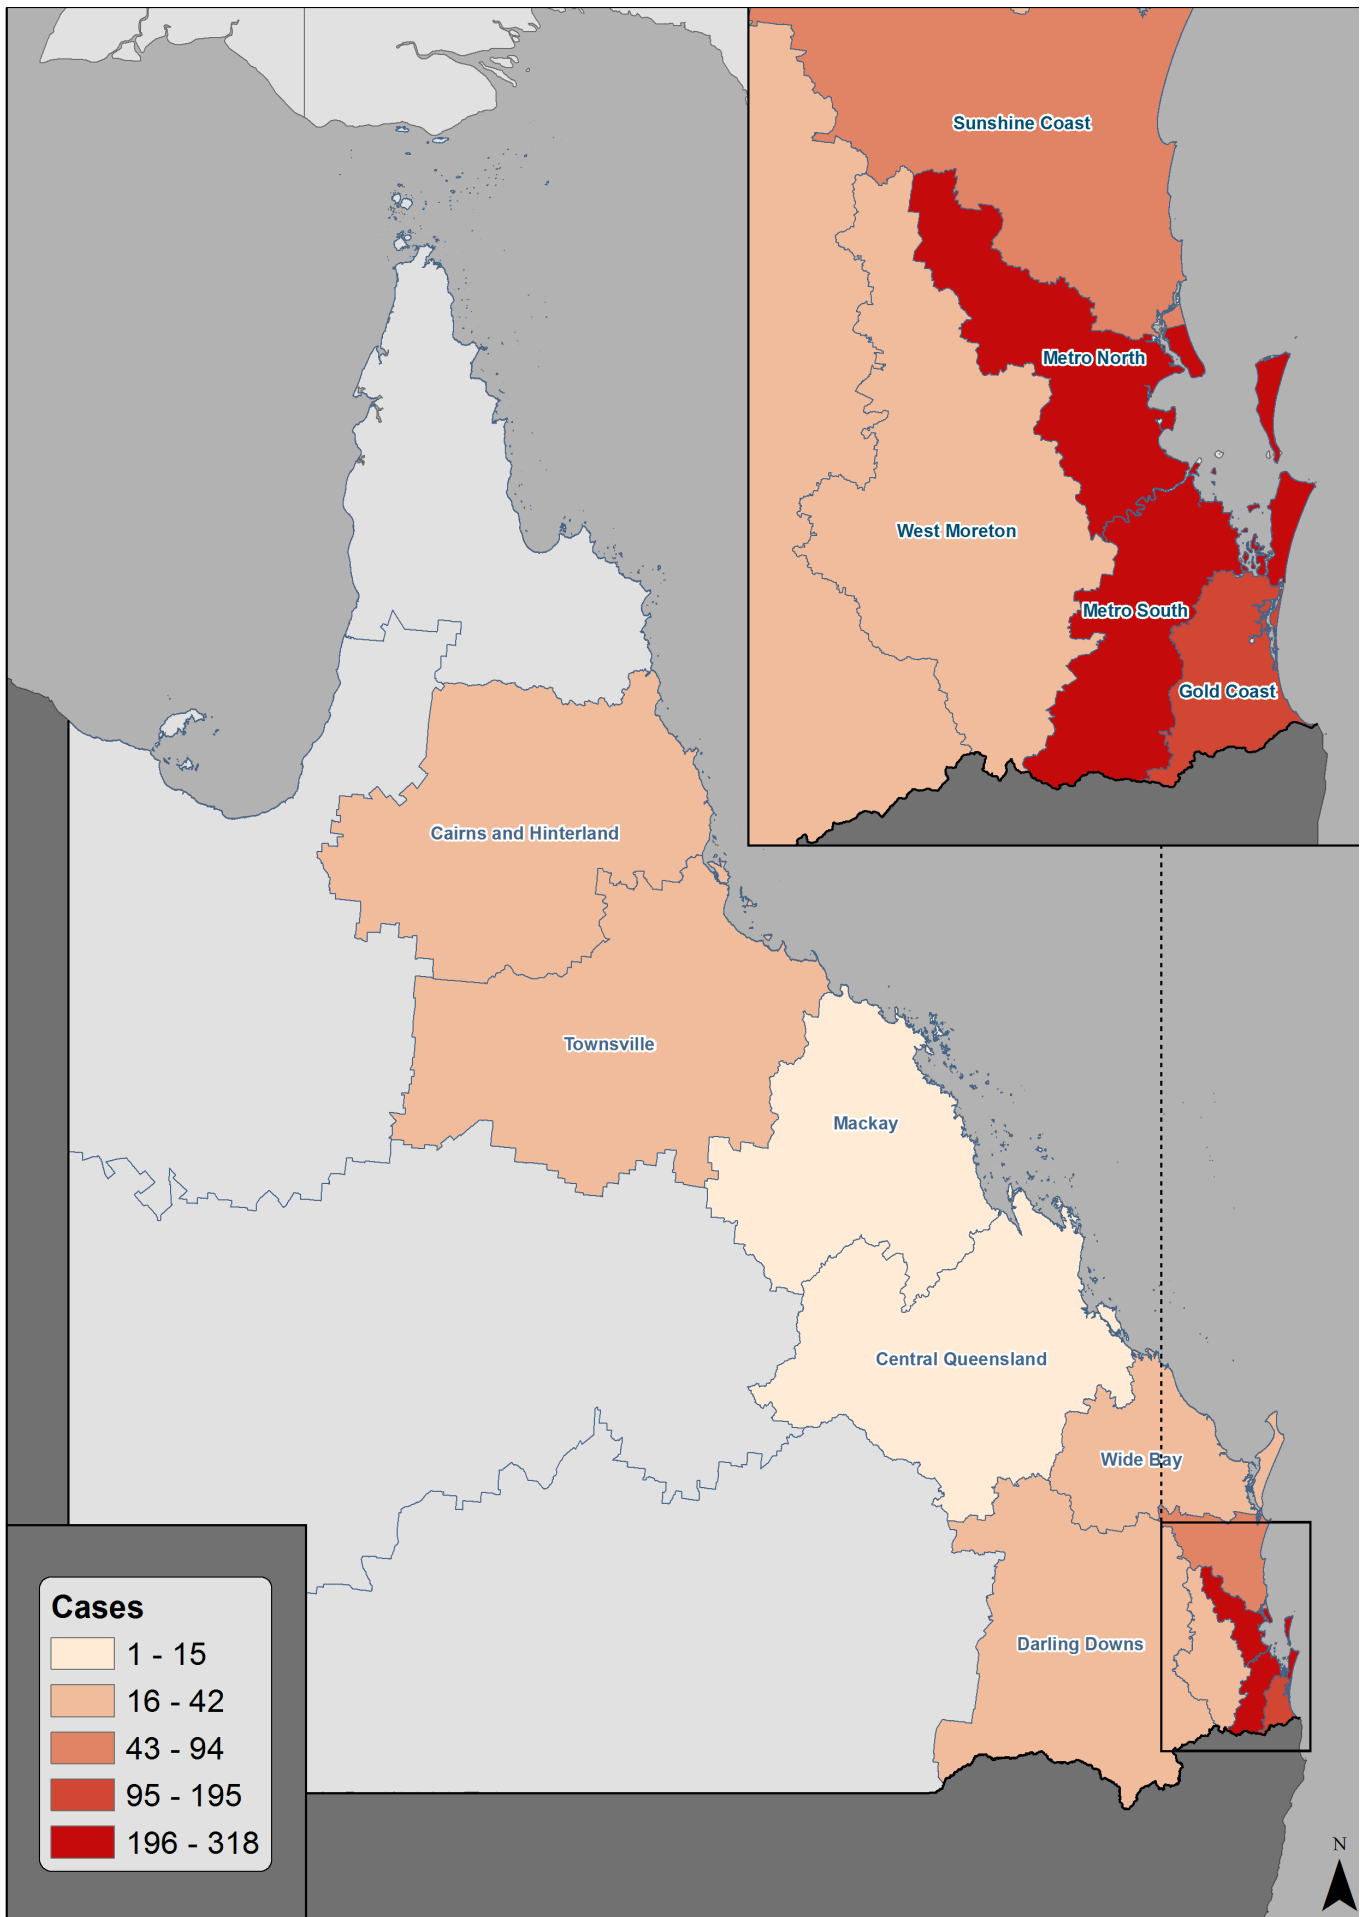 Sunshine Coast
Metro North
West Moreton
Metro South
Gold Coast
Cairns and Hinterland
Townsville
Mackay
Central Queensland
Wide Bay
Darling Downs
Cases
1 - 15
16 - 42
43 - 94
95 - 195
196 - 318
N